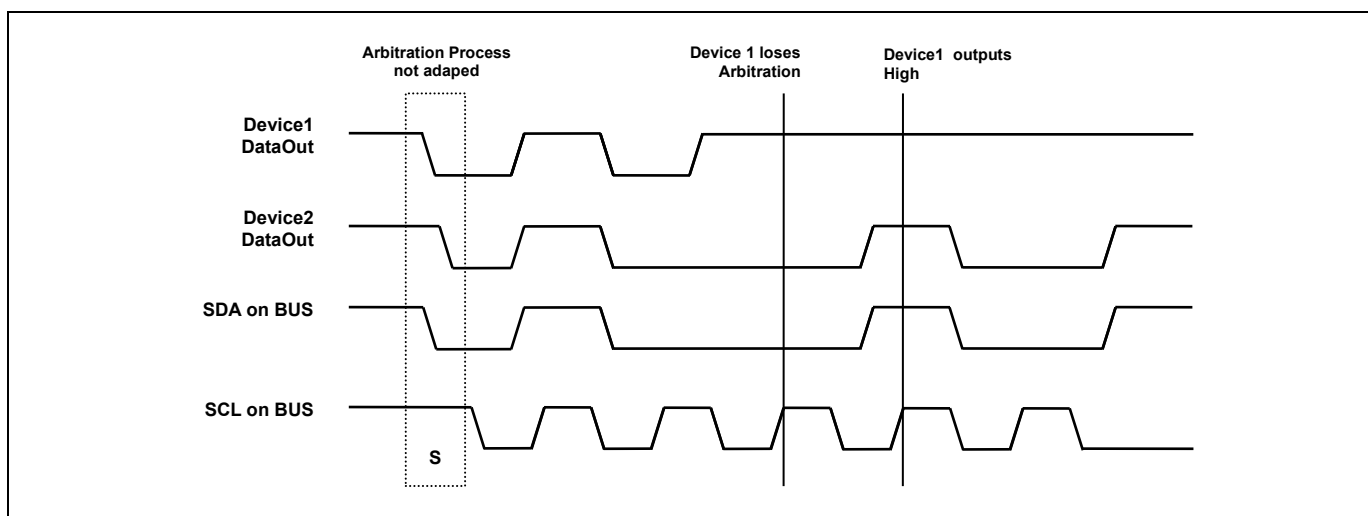 Arbitration Process
not adaped
Device 1 loses
Arbitration
Device1 outputs
High
Device1
DataOut
Device2
DataOut
SDA on BUS
SCL on BUS
S